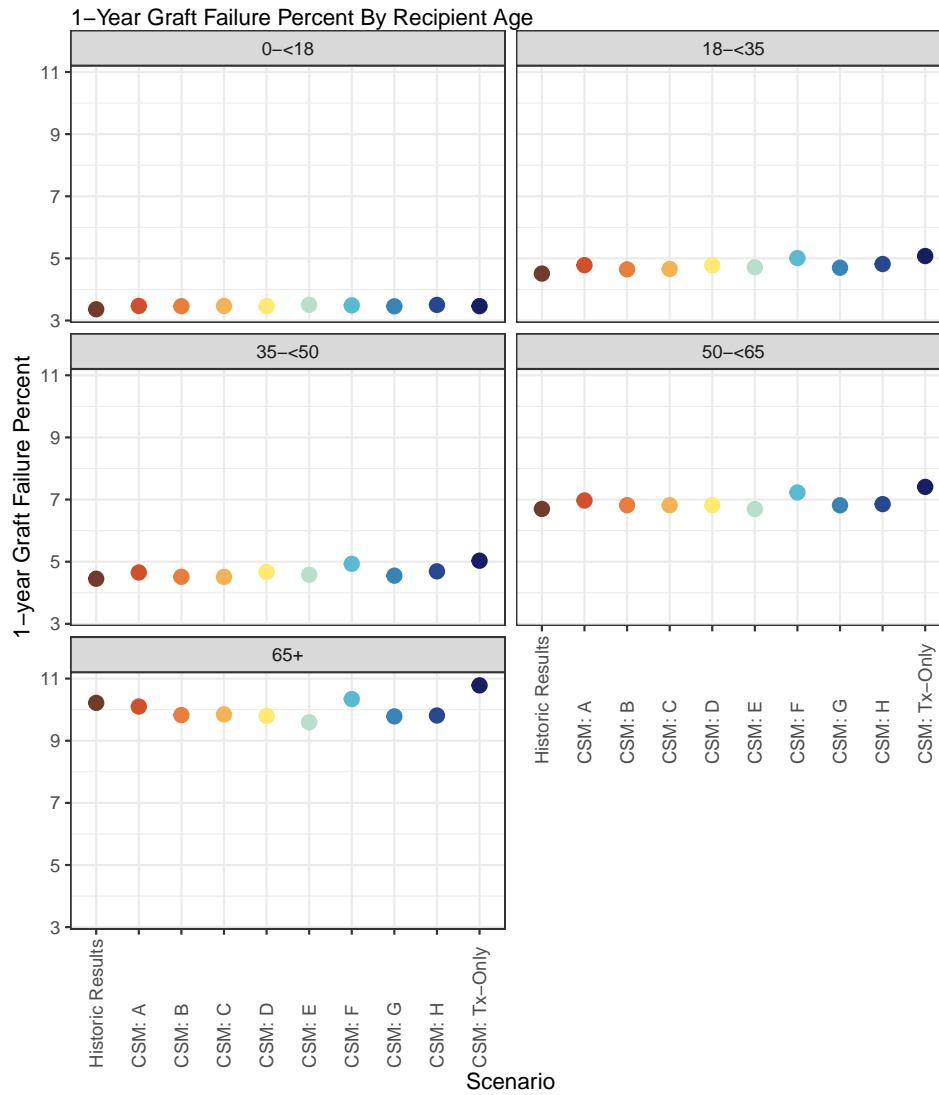 1−Year Graft Failure Percent By Recipient Age
0−<18
18−<35
11
9
7
5
3
35−<50
50−<65
11
9
7
5
3
65+
11
9
7
5
3
1−year Graft Failure Percent
Historic Results
CSM: A
CSM: B
CSM: C
CSM: D
CSM: E
CSM: F
CSM: G
CSM: H
CSM: Tx−Only
Historic Results
CSM: A
CSM: B
CSM: C
CSM: D
CSM: E
CSM: F
CSM: G
CSM: H
CSM: Tx−Only
Scenario